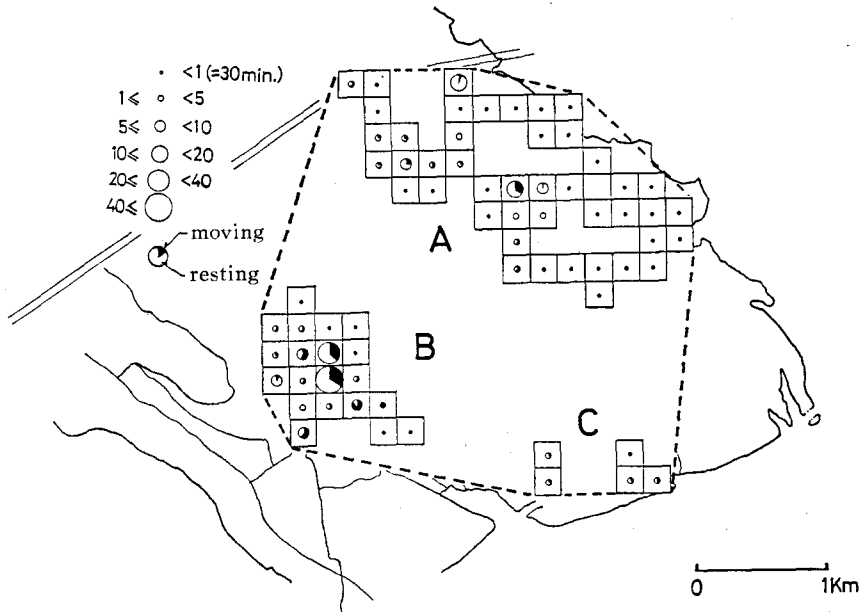 <1 (=30min.)
1≤ <5
5≤ <10
10≤ <20
20≤ <40
40≤
moving
resting
A
B
C
0 1Km